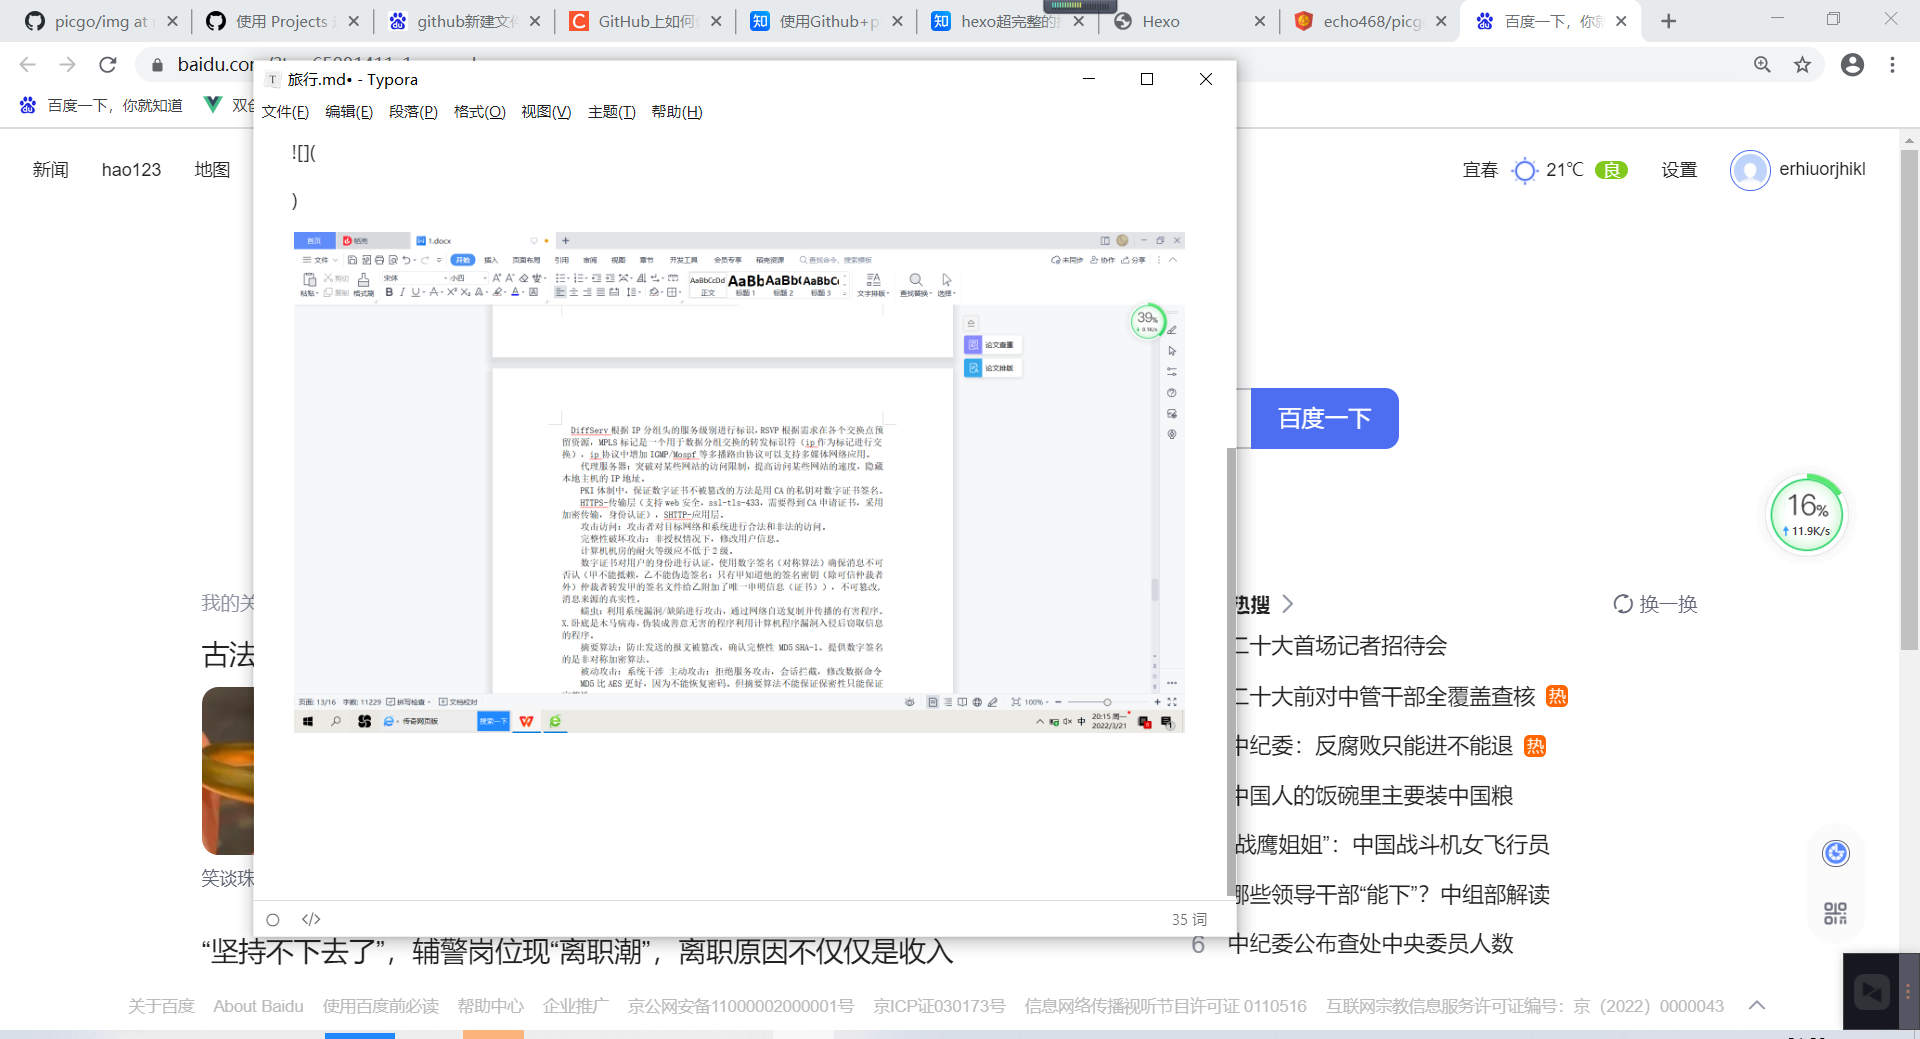 picgo/img at
使用 Projects
github新建文件
GitHub上如何
使用Github+p
hexo超完整的
Hexo
echo468/picg
百度一下，你
baidu.co
百度一下，你就知道
旅行.md• - Typora
文件(F) 编辑(E) 段落(P) 格式(O) 视图(V) 主题(T) 帮助(H)
新闻 hao123 地图
宜春 21℃ 良 设置 erhiuorjhikl
![](
)
首页 稻壳 1.docx
文件 开始 插入 页面布局 引用 审阅 视图 章节 开发工具 会员专享 稻壳资源 查找命令、搜索模板 未同步 协作 分享
粘贴 剪切 复制 格式刷 宋体 小四 AaBbCcDd 正文 AaBb 标题 1 AaBb( 标题 2 AaBbC 标题 3 文字排版 查找替换 选择
39%
论文查重
论文排版
DiffServ 根据 IP 分组头的服务级别进行标识，RSVP 根据需求在各个交换点预
留资源，MPLS 标记是一个用于数据分组交换的转发标识符（ip 作为标记进行交
换），ip 协议中增加 IGMP/Mospf 等多播路由协议可以支持多媒体网络应用。
代理服务器：突破对某些网站的访问限制，提高访问某些网站的速度，隐藏
本地主机的 IP 地址。
PKI 体制中，保证数字证书不被篡改的方法是用 CA 的私钥对数字证书签名。
HTTPS-传输层（支持 web 安全，ssl-tls-433，需要得到 CA 申请证书，采用
加密传输，身份认证），SHTTP-应用层。
攻击访问：攻击者对目标网络和系统进行合法和非法的访问。
完整性破坏攻击：非授权情况下，修改用户信息。
计算机机房的耐火等级应不低于 2 级。
数字证书对用户的身份进行认证，使用数字签名（对称算法）确保消息不可
否认（甲不能抵赖，乙不能伪造签名：只有甲知道他的签名密钥（除可信仲裁者
外）仲裁者转发甲的签名文件给乙附加了唯一申明信息（证书）），不可篡改，
消息来源的真实性。
蠕虫：利用系统漏洞/缺陷进行攻击，通过网络自送复制并传播的有害程序。
X.卧底是木马病毒，伪装成善意无害的程序利用计算机程序漏洞入侵后窃取信息
的程序。
摘要算法：防止发送的报文被篡改，确认完整性 MD5 SHA-1。提供数字签名
的是非对称加密算法。
被动攻击：系统干涉 主动攻击：拒绝服务攻击，会话拦截，修改数据命令
MD5 比 AES 更好，因为不能恢复密码。但摘要算法不能保证保密性只能保证
页面: 13/16 字数: 11229 拼写检查 文档校对 100%
传奇网页版 搜索一下 中 20:15 周一
2022/3/21
百度一下
16%
11.9K/s
我的关
热搜 换一换
古法
二十大首场记者招待会
二十大前对中管干部全覆盖查核 热
中纪委：反腐败只能进不能退 热
中国人的饭碗里主要装中国粮
战鹰姐姐”：中国战斗机女飞行员
笑谈珠
哪些领导干部“能下”？中组部解读
35 词
“坚持不下去了”，辅警岗位现“离职潮”，离职原因不仅仅是收入
6 中纪委公布查处中央委员人数
关于百度 About Baidu 使用百度前必读 帮助中心 企业推广 京公网安备11000002000001号 京ICP证030173号 信息网络传播视听节目许可证 0110516 互联网宗教信息服务许可证编号：京（2022）0000043